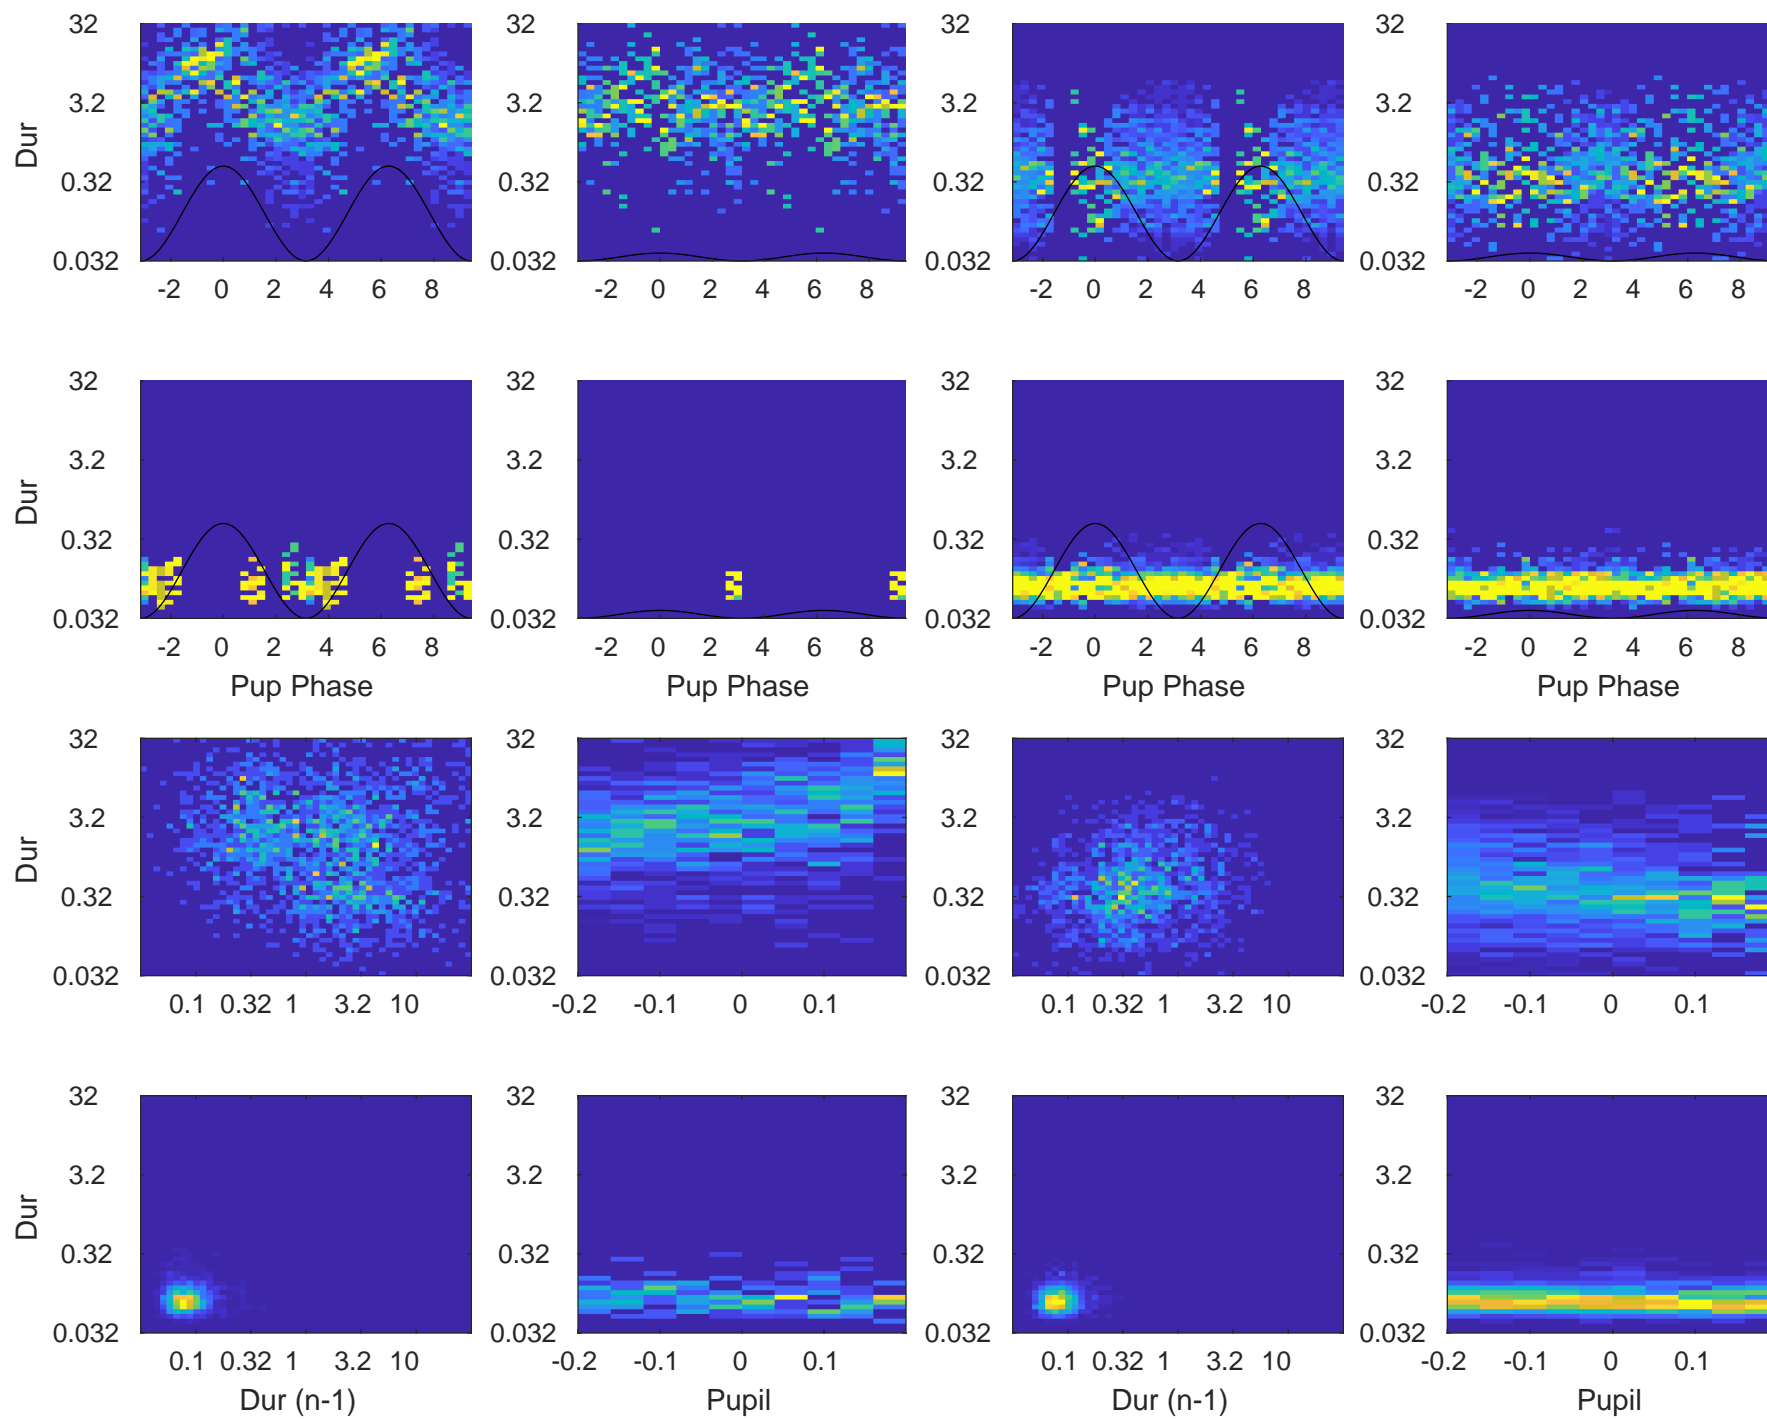 32 32 32 32
3.2 3.2 3.2 3.2
Dur
0.32 0.32 0.32 0.32
0.032 0.032 0.032 0.032
-2 0 2 4 6 8 -2 0 2 4 6 8 -2 0 2 4 6 8 -2 0 2 4 6 8
32 32 32 32
3.2 3.2 3.2 3.2
Dur
0.32 0.32 0.32 0.32
0.032 0.032 0.032 0.032
-2 0 2 4 6 8 -2 0 2 4 6 8 -2 0 2 4 6 8 -2 0 2 4 6 8
Pup Phase Pup Phase Pup Phase Pup Phase
32 32 32 32
3.2 3.2 3.2 3.2
Dur
0.32 0.32 0.32 0.32
0.032 0.032 0.032 0.032
0.1 0.32 1 3.2 10 -0.2 -0.1 0 0.1 0.1 0.32 1 3.2 10 -0.2 -0.1 0 0.1
32 32 32 32
3.2 3.2 3.2 3.2
Dur
0.32 0.32 0.32 0.32
0.032 0.032 0.032 0.032
0.1 0.32 1 3.2 10 -0.2 -0.1 0 0.1 0.1 0.32 1 3.2 10 -0.2 -0.1 0 0.1
Dur (n-1) Pupil Dur (n-1) Pupil